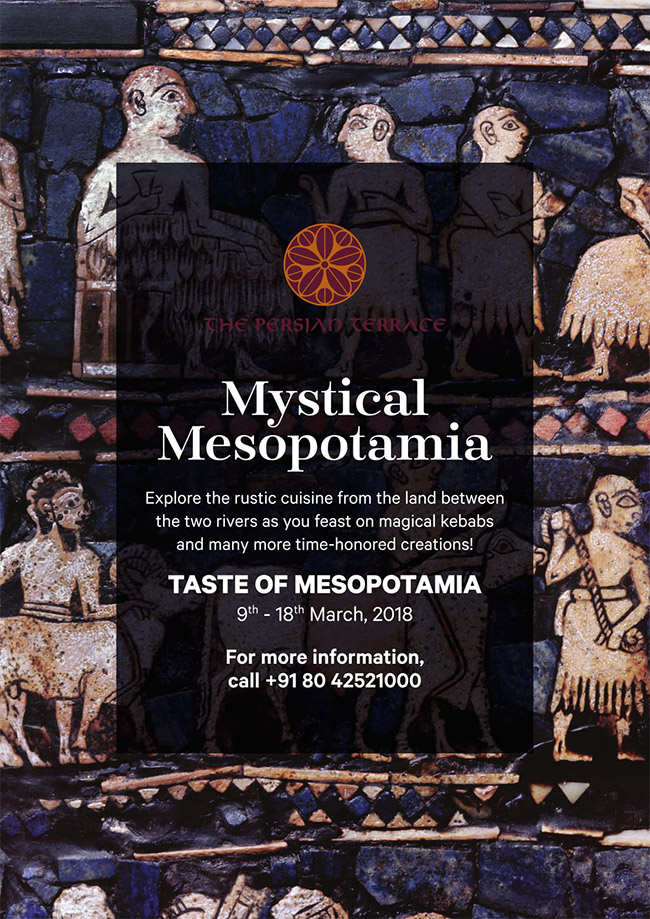 THE PERSIAN TERRACE
Mystical
Mesopotamia
Explore the rustic cuisine from the land between
the two rivers as you feast on magical kebabs
and many more time-honored creations!
TASTE OF MESOPOTAMIA
9th - 18th March, 2018
For more information,
call +91 80 42521000